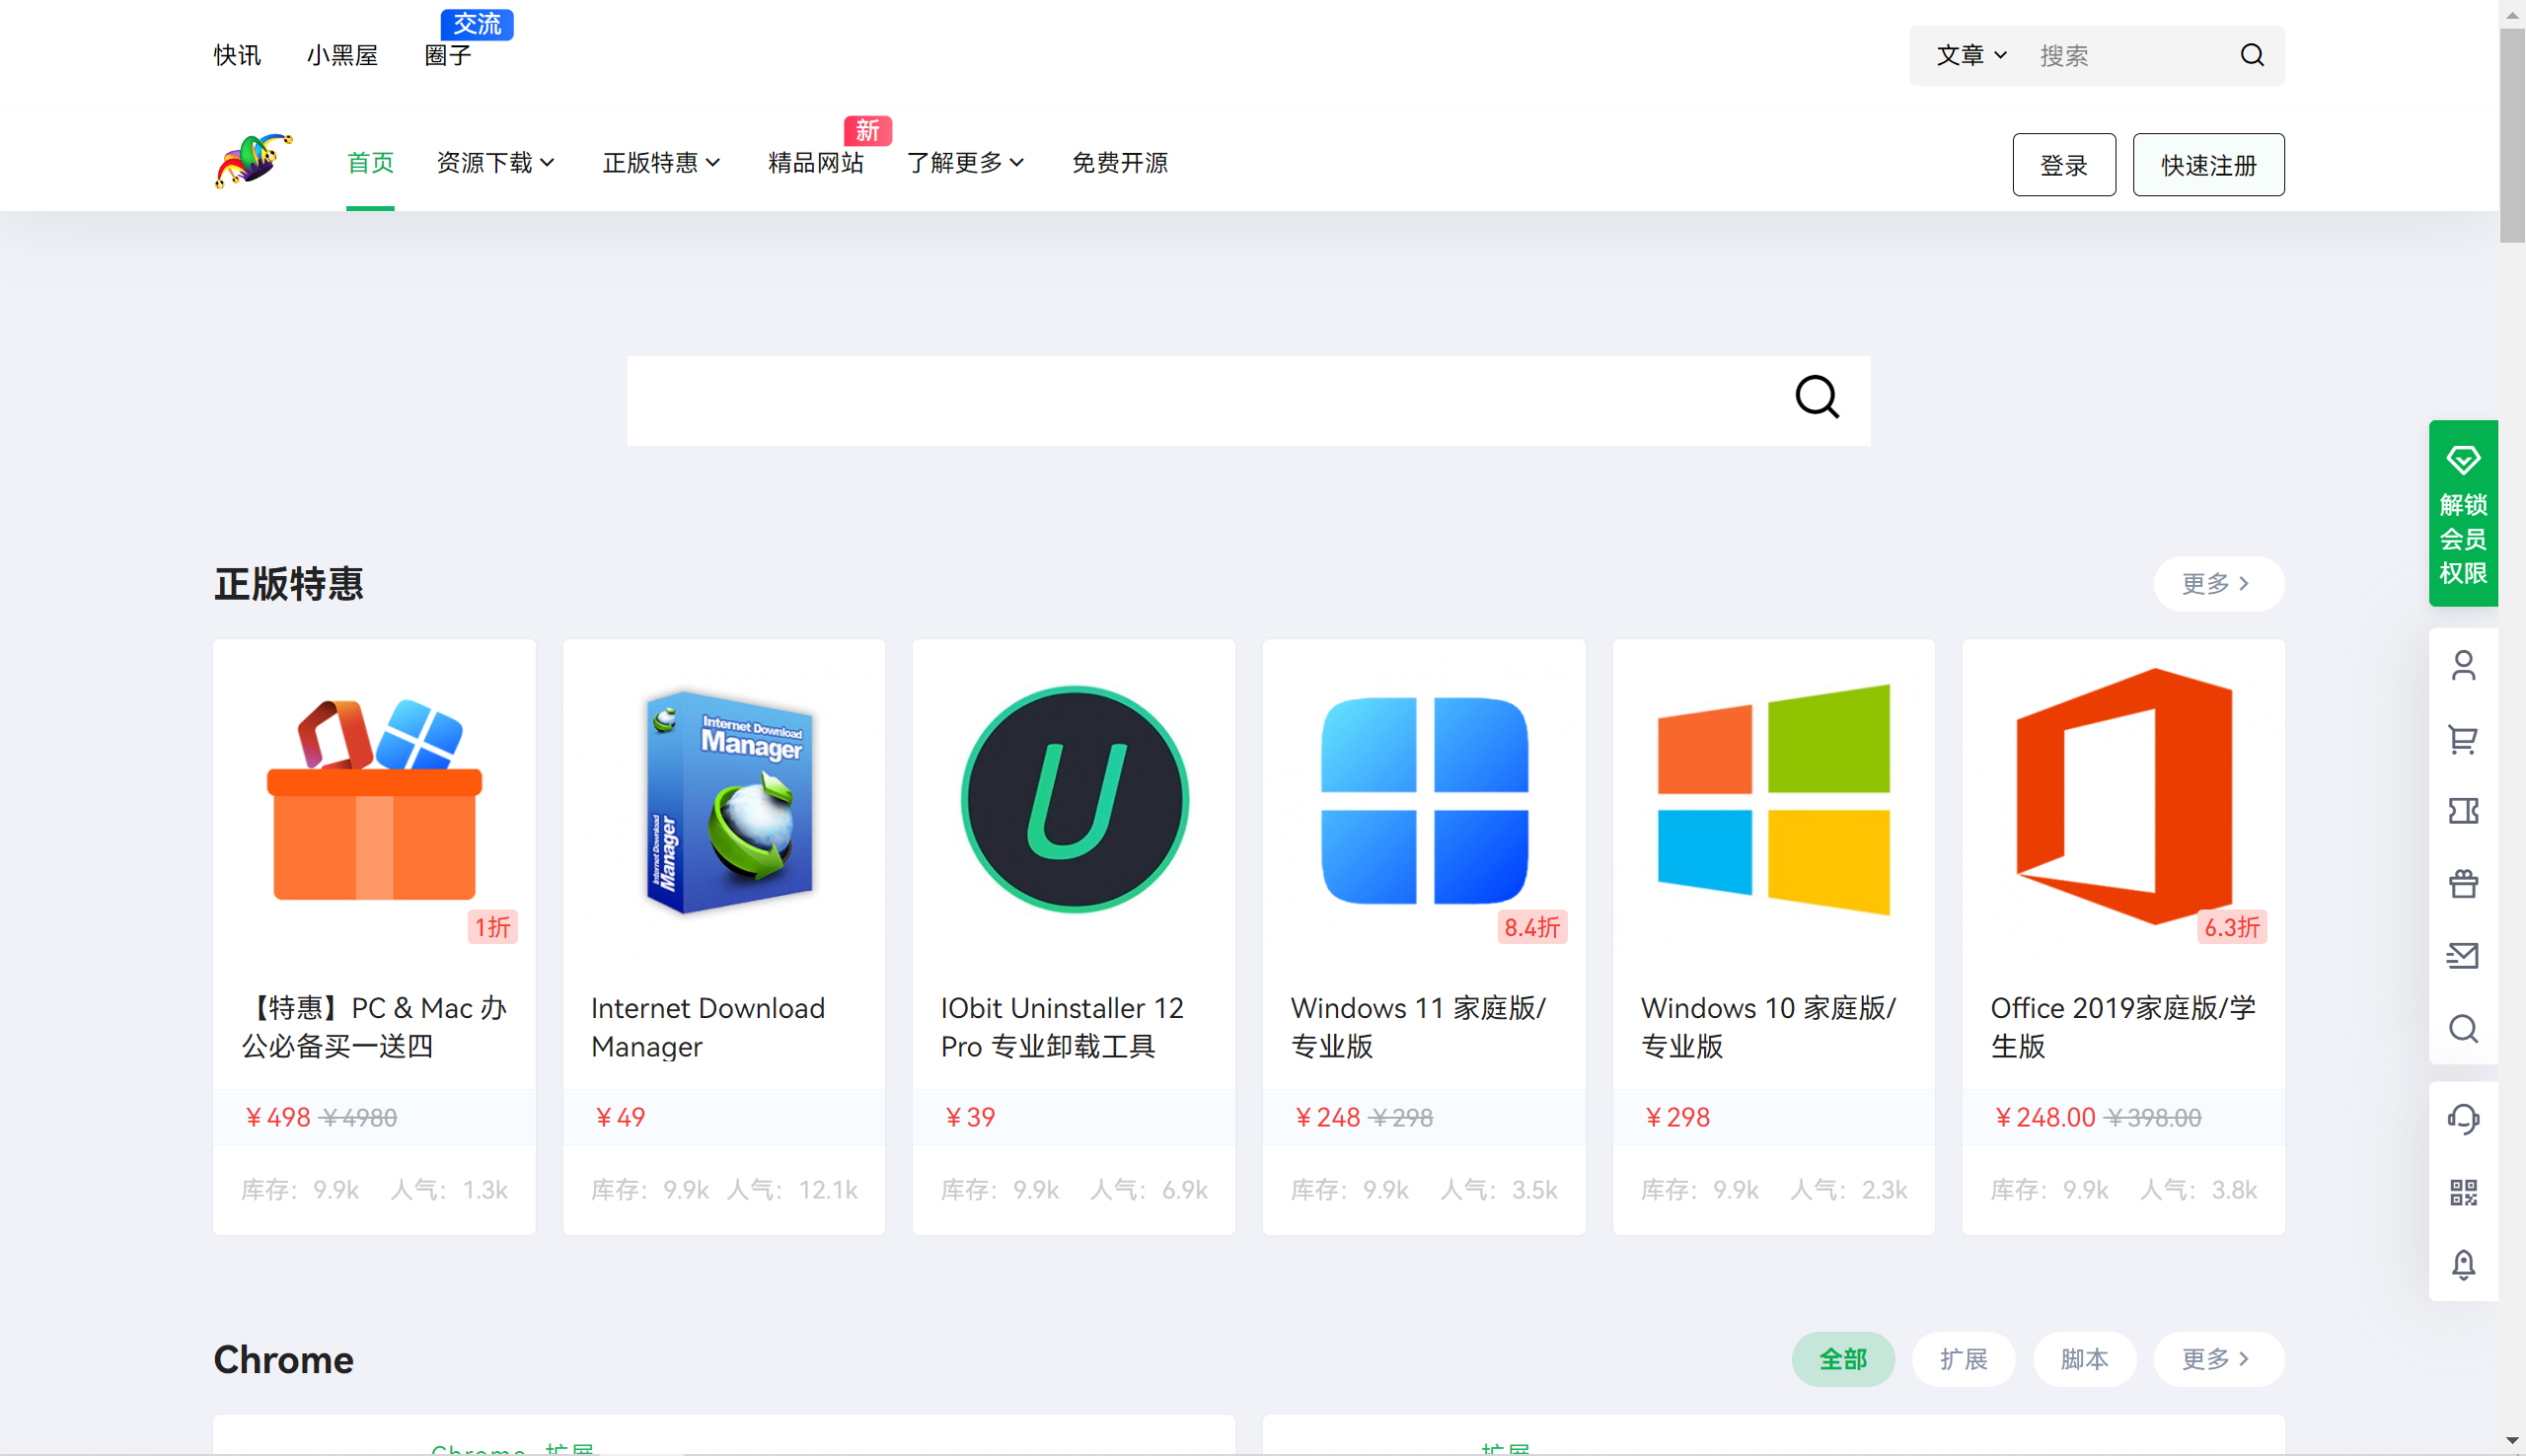 交流
快讯 小黑屋 圈子
文章 搜索
新
首页 资源下载 正版特惠 精品网站 了解更多 免费开源
登录 快速注册
解锁
会员
权限
正版特惠
更多
Internet Download
Manager
Internet Download
Manager
1折
8.4折
6.3折
【特惠】PC & Mac 办
公必备买一送四
¥498 ¥4980
库存：9.9k 人气：1.3k
Internet Download
Manager
¥49
库存：9.9k 人气：12.1k
IObit Uninstaller 12
Pro 专业卸载工具
¥39
库存：9.9k 人气：6.9k
Windows 11 家庭版/
专业版
¥248 ¥298
库存：9.9k 人气：3.5k
Windows 10 家庭版/
专业版
¥298
库存：9.9k 人气：2.3k
Office 2019家庭版/学
生版
¥248.00 ¥398.00
库存：9.9k 人气：3.8k
Chrome
全部 扩展 脚本 更多
Chrome 扩展
扩展